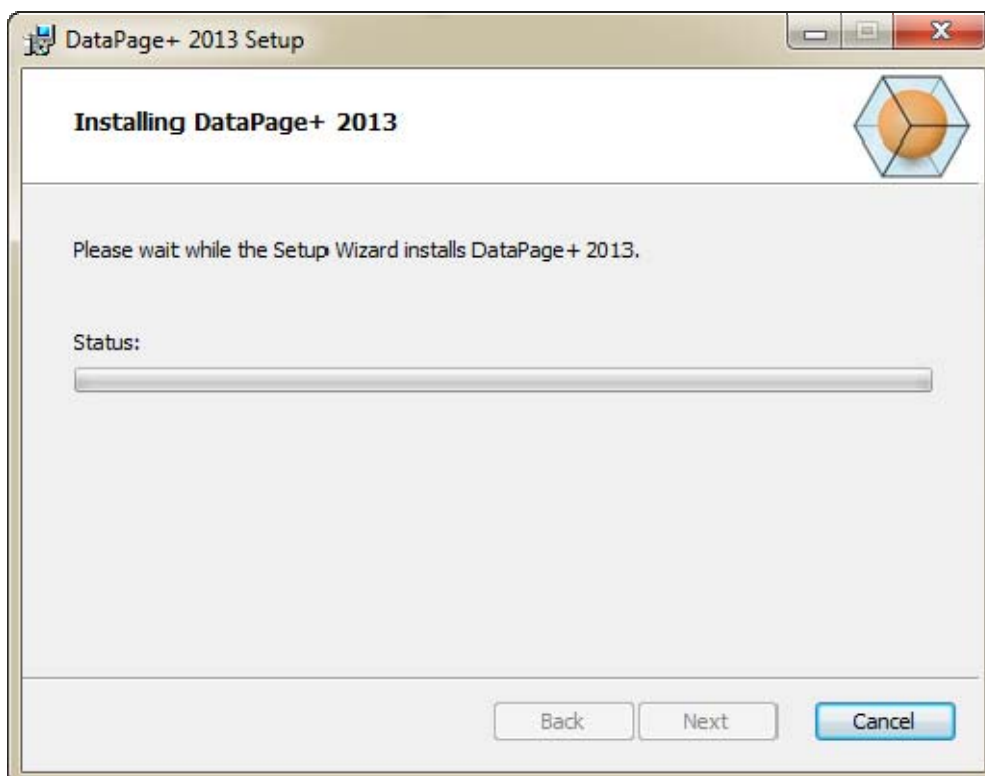 DataPage+ 2013 Setup
Installing DataPage+ 2013
Please wait while the Setup Wizard installs DataPage+ 2013.
Status:
Back Next Cancel